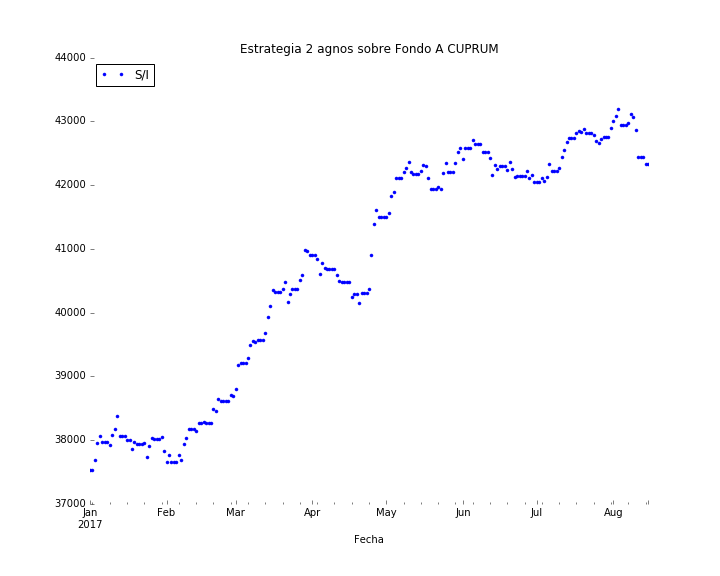 Estrategia 2 agnos sobre Fondo A CUPRUM
S/I
44000
43000
42000
41000
40000
39000
38000
37000
Jan Feb Mar Apr May Jun Jul Aug
2017
Fecha